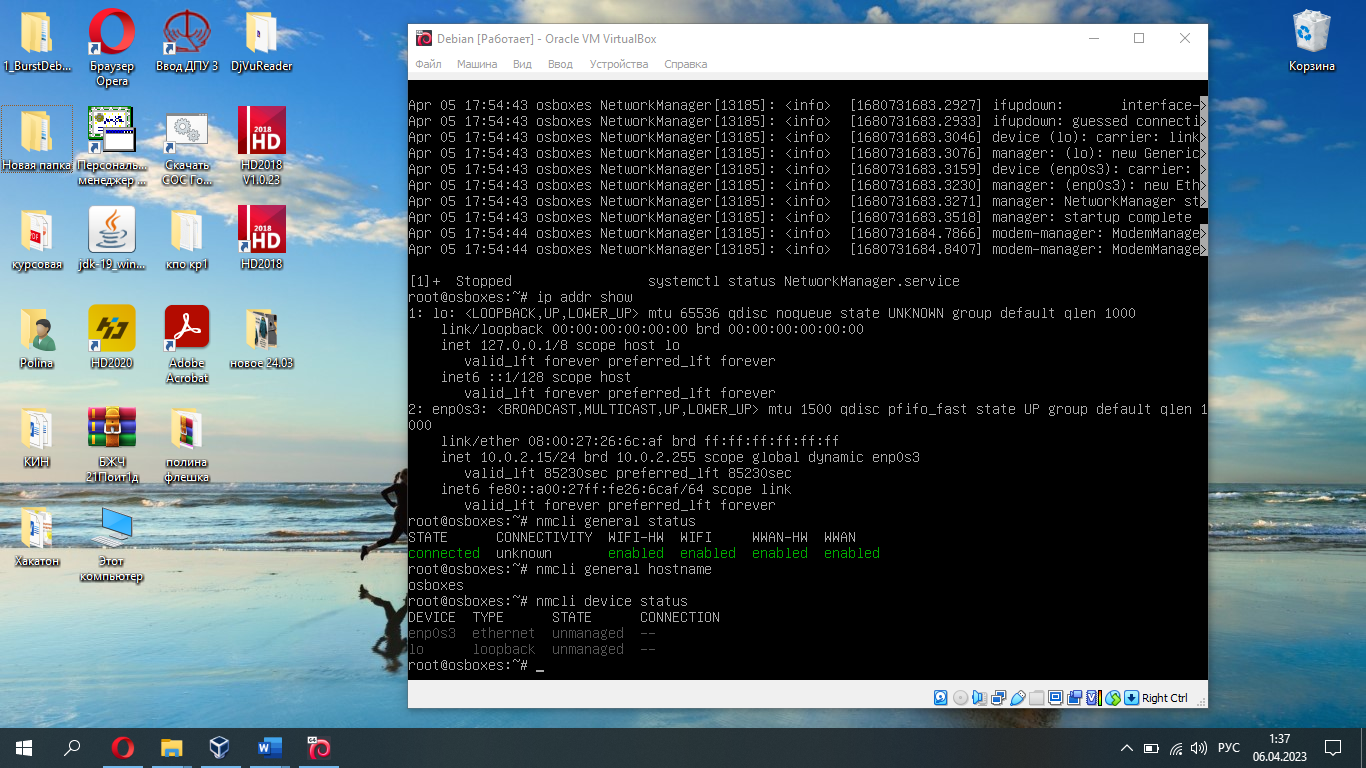 1_BurstDeb...
Браузер Opera
Ввод ДПУ 3
DjVuReader
Корзина
Новая папка
Персональ... менеджер ...
Скачать СОС Го...
2018
HD
HD2018 V1.0.23
PDF
курсовая
Java
jdk-19_win...
кпо кр1
2018
HD
HD2018
Polina
HD2020
Adobe Acrobat
новое 24.03
КИН
БЖЧ 21Поит1д
полина флешка
Хакатон
Этот компьютер
Debian [Работает] - Oracle VM VirtualBox
Файл Машина Вид Ввод Устройства Справка
Apr 05 17:54:43 osboxes NetworkManager[13185]: <info>  [1680731683.2927] ifupdown:       interface->
Apr 05 17:54:43 osboxes NetworkManager[13185]: <info>  [1680731683.2933] ifupdown: guessed connecti>
Apr 05 17:54:43 osboxes NetworkManager[13185]: <info>  [1680731683.3046] device (lo): carrier: link>
Apr 05 17:54:43 osboxes NetworkManager[13185]: <info>  [1680731683.3076] manager: (lo): new Generic>
Apr 05 17:54:43 osboxes NetworkManager[13185]: <info>  [1680731683.3159] device (enp0s3): carrier: >
Apr 05 17:54:43 osboxes NetworkManager[13185]: <info>  [1680731683.3230] manager: (enp0s3): new Eth>
Apr 05 17:54:43 osboxes NetworkManager[13185]: <info>  [1680731683.3271] manager: NetworkManager st>
Apr 05 17:54:43 osboxes NetworkManager[13185]: <info>  [1680731683.3518] manager: startup complete
Apr 05 17:54:44 osboxes NetworkManager[13185]: <info>  [1680731684.7866] modem-manager: ModemManage>
Apr 05 17:54:44 osboxes NetworkManager[13185]: <info>  [1680731684.8407] modem-manager: ModemManage>
[1]+  Stopped                 systemctl status NetworkManager.service
root@osboxes:~# ip addr show
1: lo: <LOOPBACK,UP,LOWER_UP> mtu 65536 qdisc noqueue state UNKNOWN group default qlen 1000
link/loopback 00:00:00:00:00:00 brd 00:00:00:00:00:00
inet 127.0.0.1/8 scope host lo
valid_lft forever preferred_lft forever
inet6 ::1/128 scope host
valid_lft forever preferred_lft forever
2: enp0s3: <BROADCAST,MULTICAST,UP,LOWER_UP> mtu 1500 qdisc pfifo_fast state UP group default qlen 1
000
link/ether 08:00:27:26:6c:af brd ff:ff:ff:ff:ff:ff
inet 10.0.2.15/24 brd 10.0.2.255 scope global dynamic enp0s3
valid_lft 85230sec preferred_lft 85230sec
inet6 fe80::a00:27ff:fe26:6caf/64 scope link
valid_lft forever preferred_lft forever
root@osboxes:~# nmcli general status
STATE      CONNECTIVITY  WIFI-HW  WIFI     WWAN-HW  WWAN
connected  unknown       enabled  enabled  enabled  enabled
root@osboxes:~# nmcli general hostname
osboxes
root@osboxes:~# nmcli device status
DEVICE  TYPE      STATE      CONNECTION
enp0s3  ethernet  unmanaged  --
lo      loopback  unmanaged  --
root@osboxes:~# _
Right Ctrl
W
64
РУС
1:37
06.04.2023